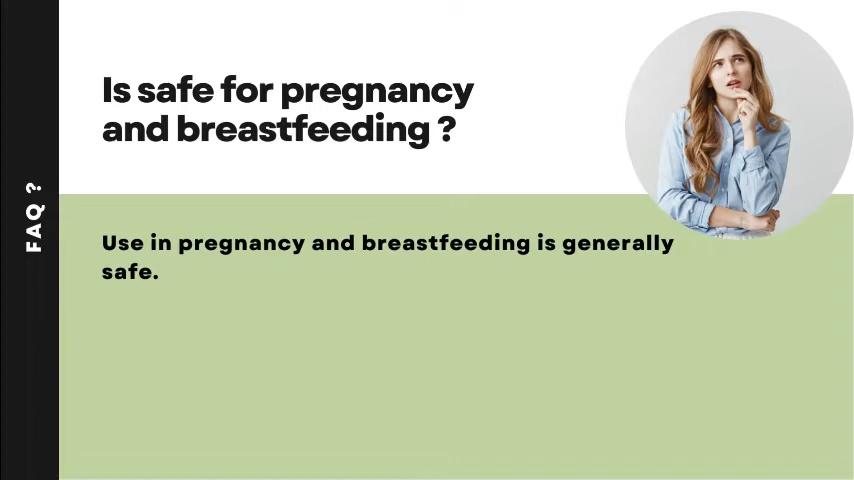 Is safe for pregnancy
and breastfeeding ?
FAQ ?
Use in pregnancy and breastfeeding is generally
safe.